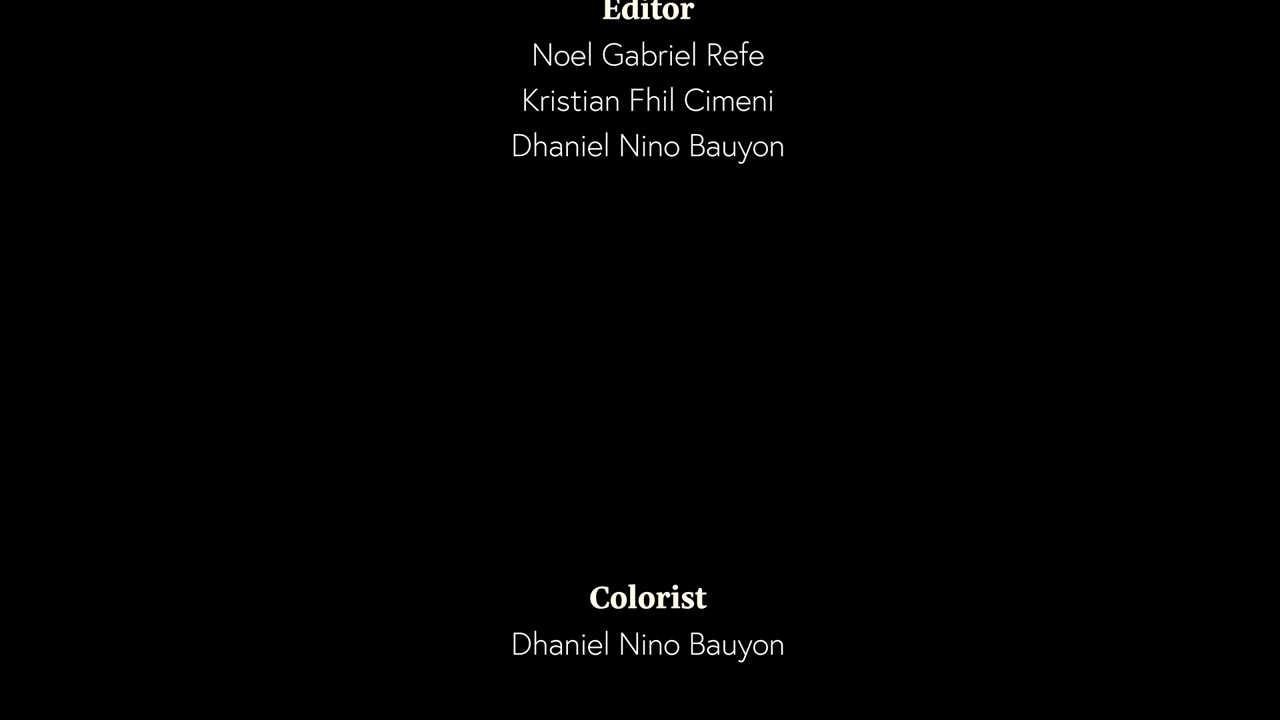 Editor
Noel Gabriel Refe
Kristian Fhil Cimeni
Dhaniel Nino Bauyon
Colorist
Dhaniel Nino Bauyon